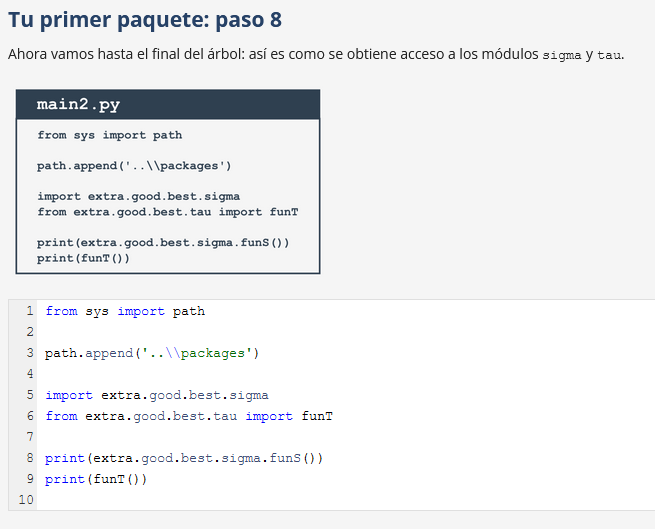 Tu primer paquete: paso 8
Ahora vamos hasta el final del árbol: así es como se obtiene acceso a los módulos sigma y tau.
main2.py
from sys import path
path.append('..\\packages')
import extra.good.best.sigma
from extra.good.best.tau import funT
print(extra.good.best.sigma.funS())
print(funT())
1 from sys import path
2
3 path.append('..\\packages')
4
5 import extra.good.best.sigma
6 from extra.good.best.tau import funT
7
8 print(extra.good.best.sigma.funS())
9 print(funT())
10